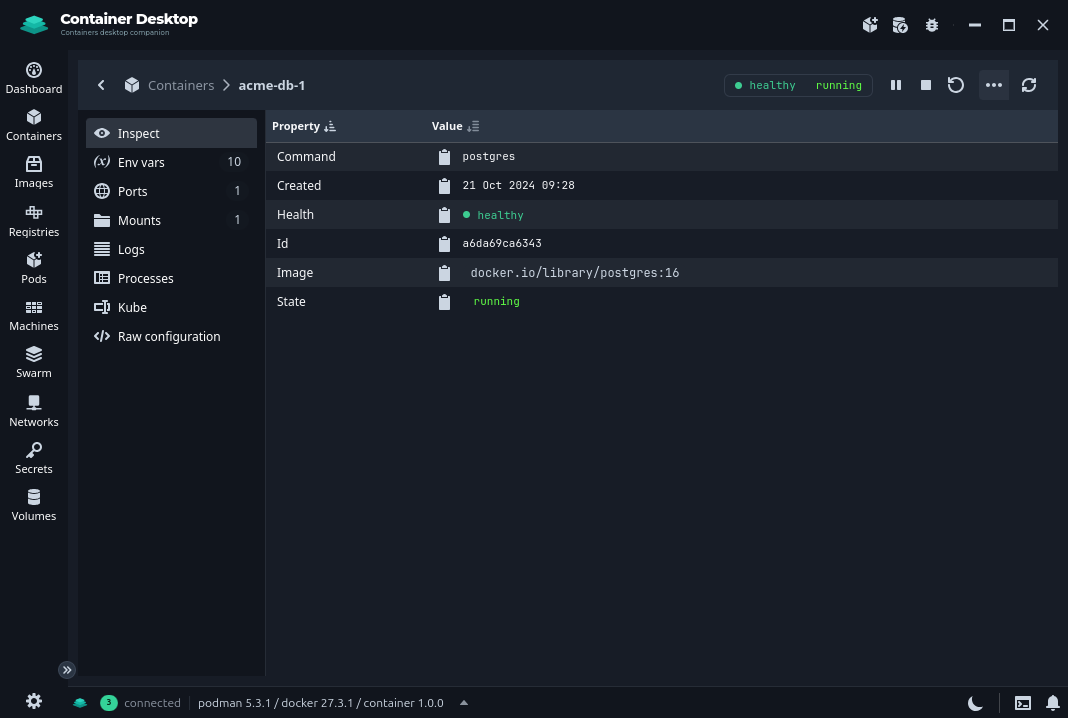 Container Desktop
Containers desktop companion
Dashboard
Containers
Images
Registries
Pods
Machines
Swarm
Networks
Secrets
Volumes
Containers
acme-db-1
healthy running
Inspect
(x) Env vars 10
Ports 1
Mounts 1
Logs
Processes
Kube
Raw configuration
Property Value
Command postgres
Created 21 Oct 2024 09:28
Health healthy
Id a6da69ca6343
Image docker.io/library/postgres:16
State running
3 connected podman 5.3.1 / docker 27.3.1 / container 1.0.0